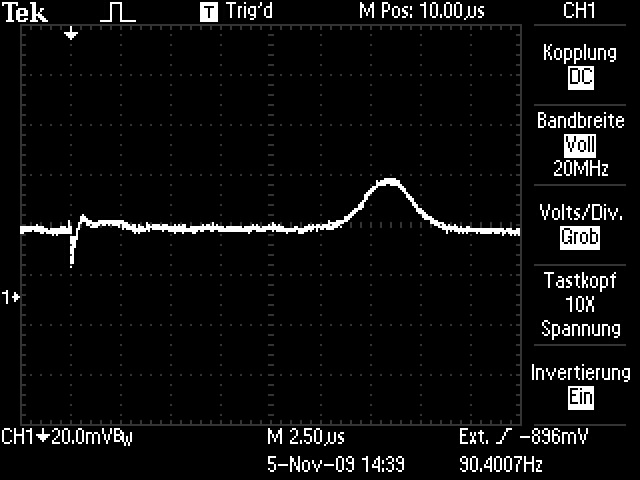 Tek T Trig'd M Pos: 10.00µs CH1
Kopplung
DC
Bandbreite
Voll
20MHz
Volts/Div.
Grob
Tastkopf
10X
Spannung
1
Invertierung
Ein
CH1 20.0mVBW M 2.50µs Ext. -896mV
5-Nov-09 14:39 90.4007Hz